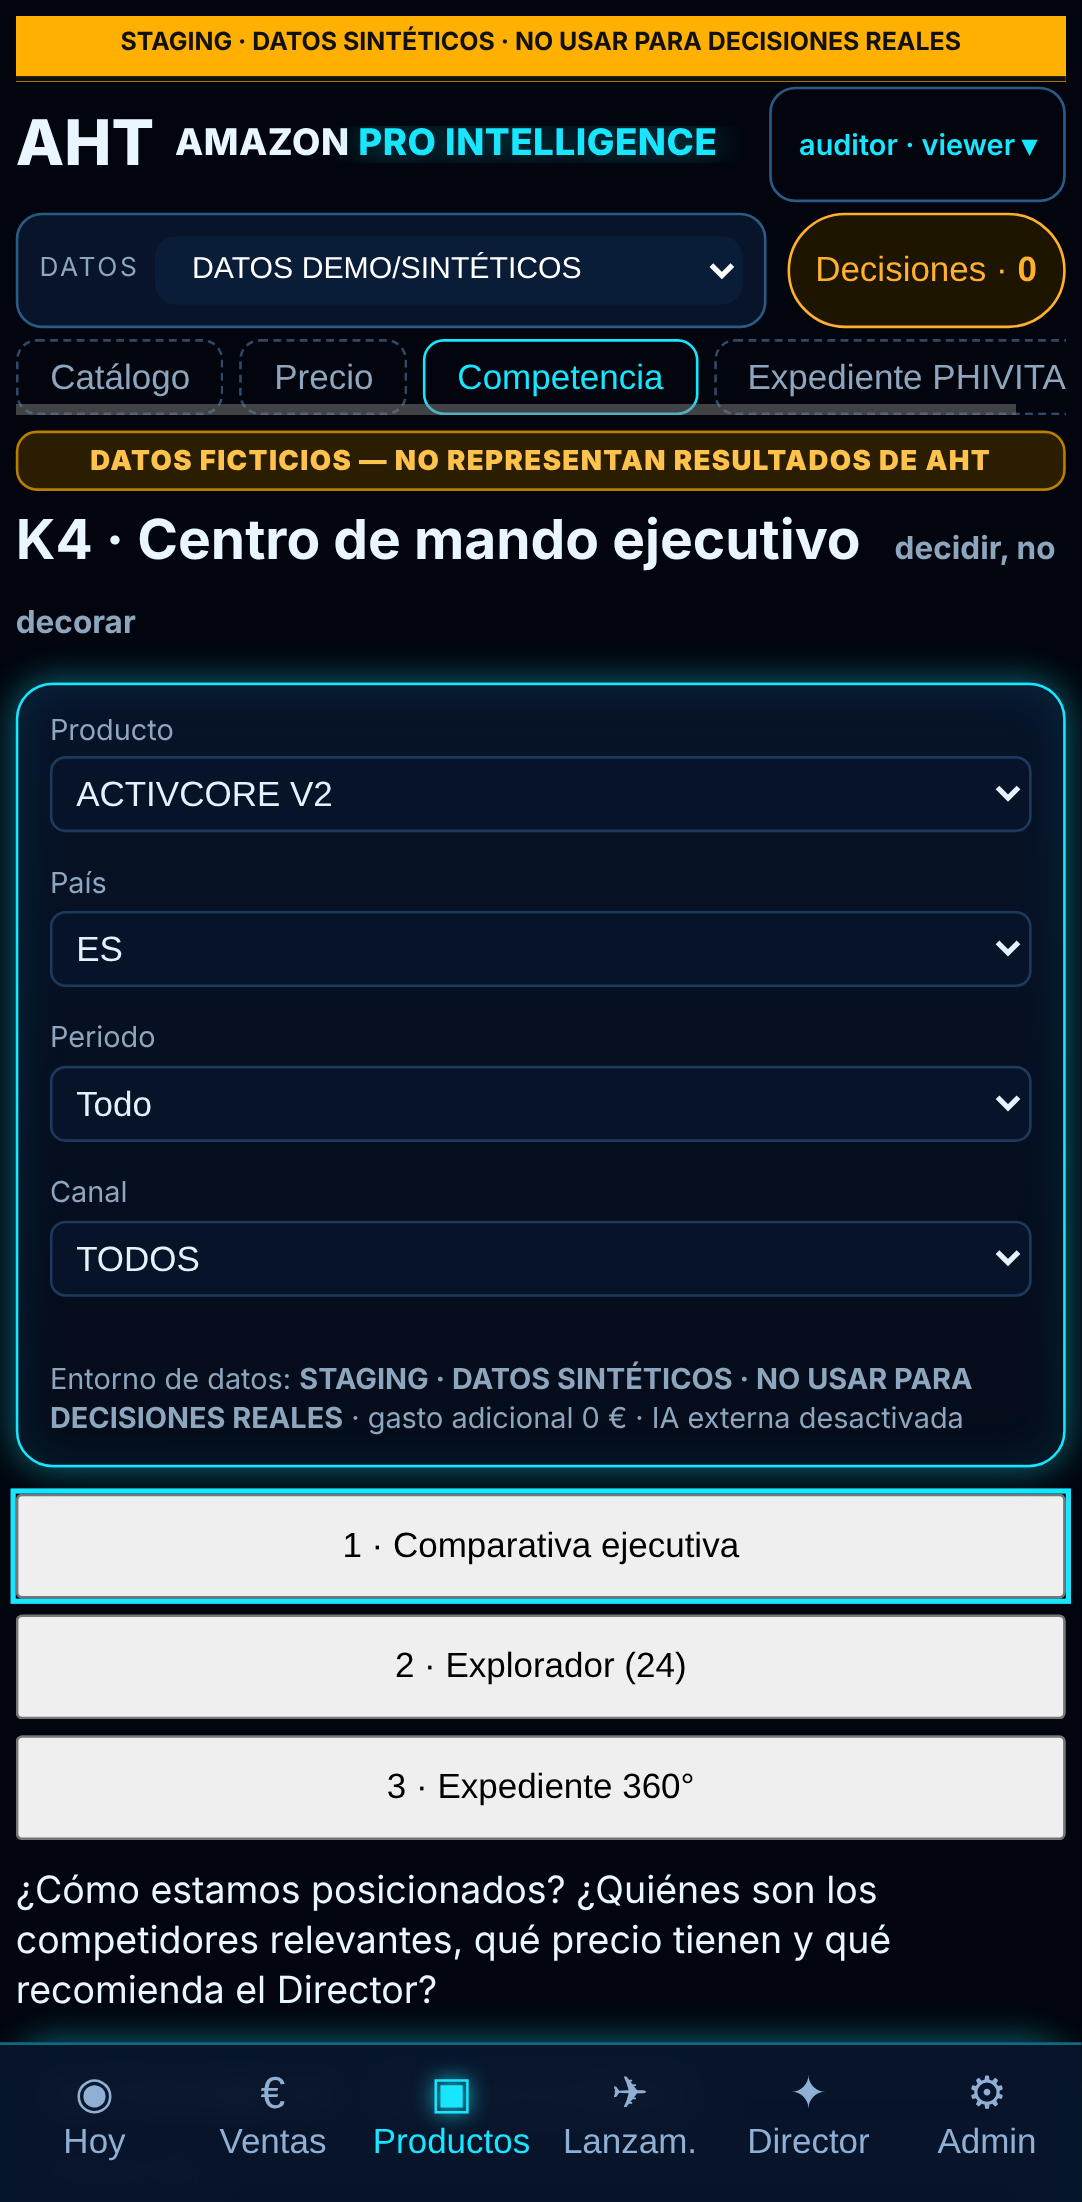 STAGING · DATOS SINTÉTICOS · NO USAR PARA DECISIONES REALES
AHT AMAZON PRO INTELLIGENCE
auditor · viewer ▾
DATOS DATOS DEMO/SINTÉTICOS
Decisiones · 0
Catálogo Precio Competencia Expediente PHIVITA
DATOS FICTICIOS — NO REPRESENTAN RESULTADOS DE AHT
K4 · Centro de mando ejecutivo decidir, no
decorar
Producto
ACTIVCORE V2
País
ES
Periodo
Todo
Canal
TODOS
Entorno de datos: STAGING · DATOS SINTÉTICOS · NO USAR PARA
DECISIONES REALES · gasto adicional 0 € · IA externa desactivada
1 · Comparativa ejecutiva
2 · Explorador (24)
3 · Expediente 360°
¿Cómo estamos posicionados? ¿Quiénes son los
competidores relevantes, qué precio tienen y qué
recomienda el Director?
Hoy Ventas Productos Lanzam. Director Admin